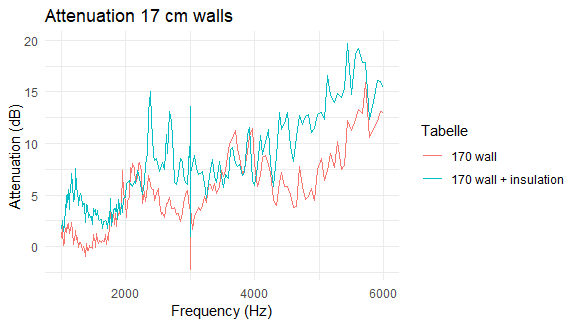 Attenuation 17 cm walls
20
15
10
5
0
Attenuation (dB)
2000 4000 6000
Frequency (Hz)
Tabelle
170 wall
170 wall + insulation